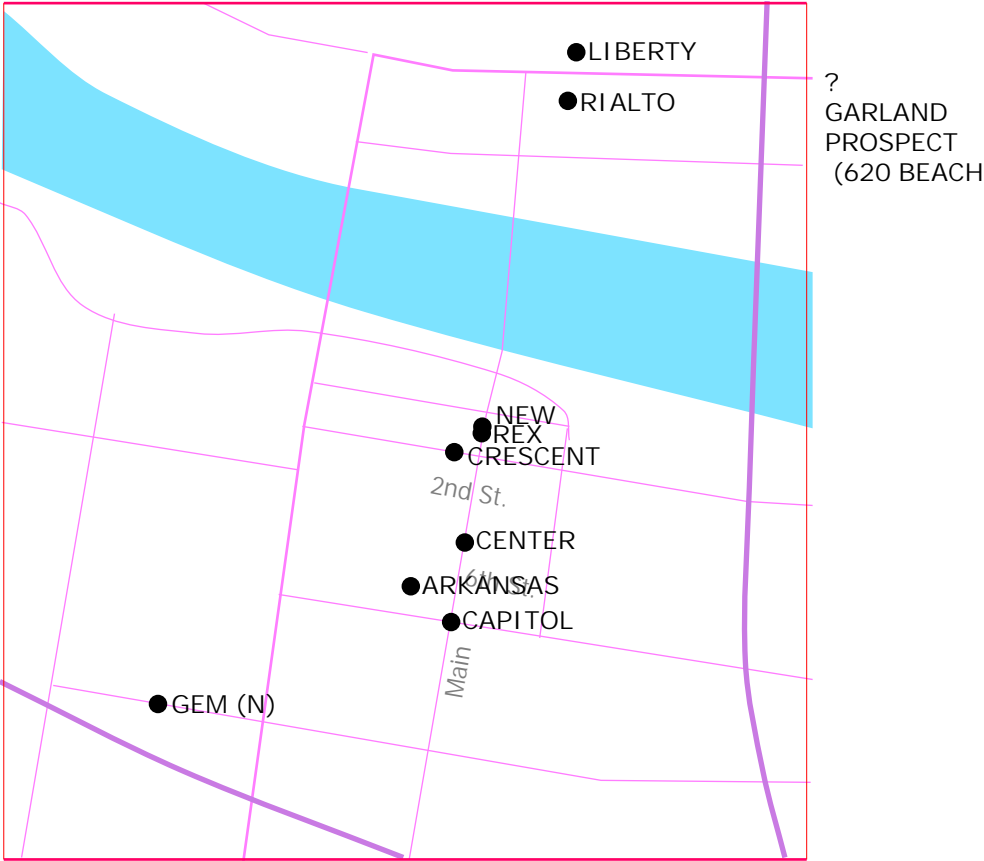 LIBERTY
?
RIALTO
GARLAND
PROSPECT
(620 BEACH
NEW
REX
CRESCENT
2nd St.
CENTER
6th St.
ARKANSAS
CAPITOL
Main
GEM (N)